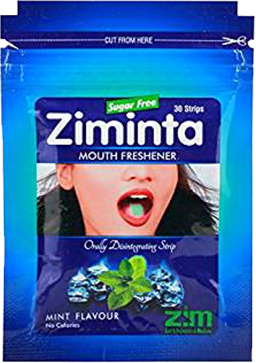 CUT FROM HERE
Sugar Free
30 Strips
Ziminta
MOUTH FRESHENER
Orally Disintegrating Strip
MINT FLAVOUR
No Calories
zim